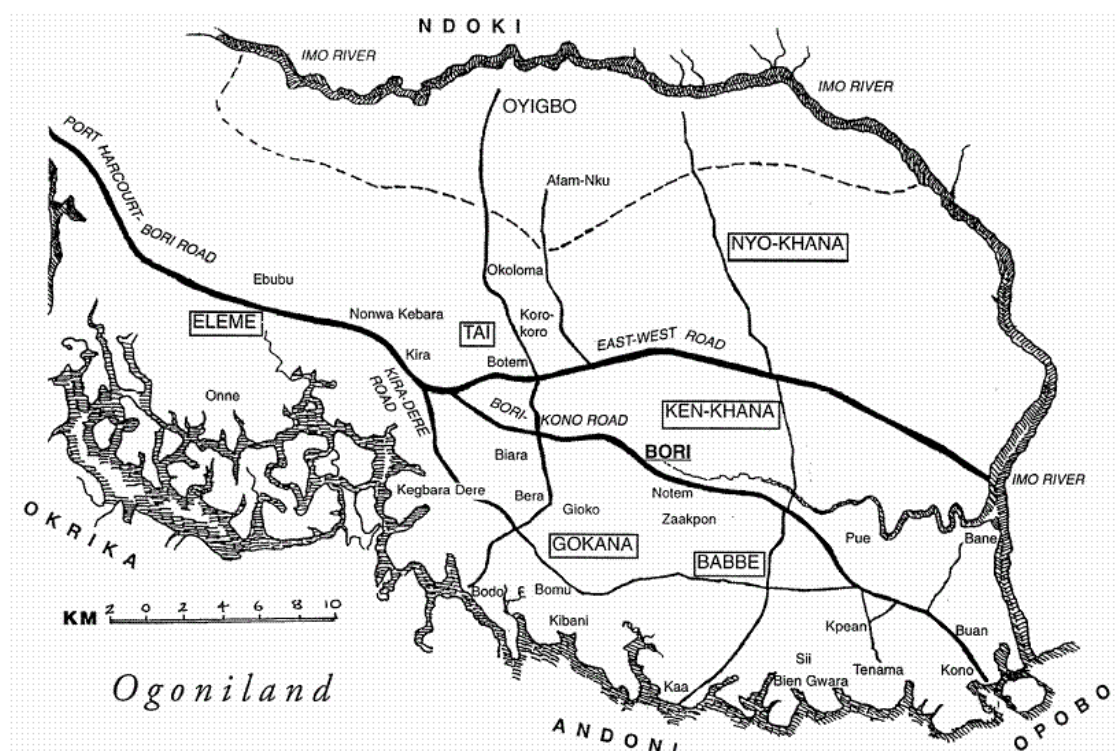 NDOKI
IMO RIVER
IMO RIVER
OYIGBO
PORT HARCOURT-
BORI ROAD
Afam-Nku
NYO-KHANA
Okoloma
Ebubu
ELEME
Nonwa Kebara
TAI
Koro-
koro
EAST-WEST ROAD
Kira
Botem
KIRA-DERE
ROAD
Onne
BORI-
KONO ROAD
KEN-KHANA
BORI
Biara
IMO RIVER
Kegbara Dere
Bera
Notem
Gioko
Zaakpon
OKRIKA
GOKANA
BABBE
Pue
Bane
Bodo
Bomu
KM 2 0 2 4 6 8 10
Kibani
Kpean
Buan
Sii
Bien Gwara
Tenama
Kono
Kaa
Ogoniland
ANDONI
OPOBO